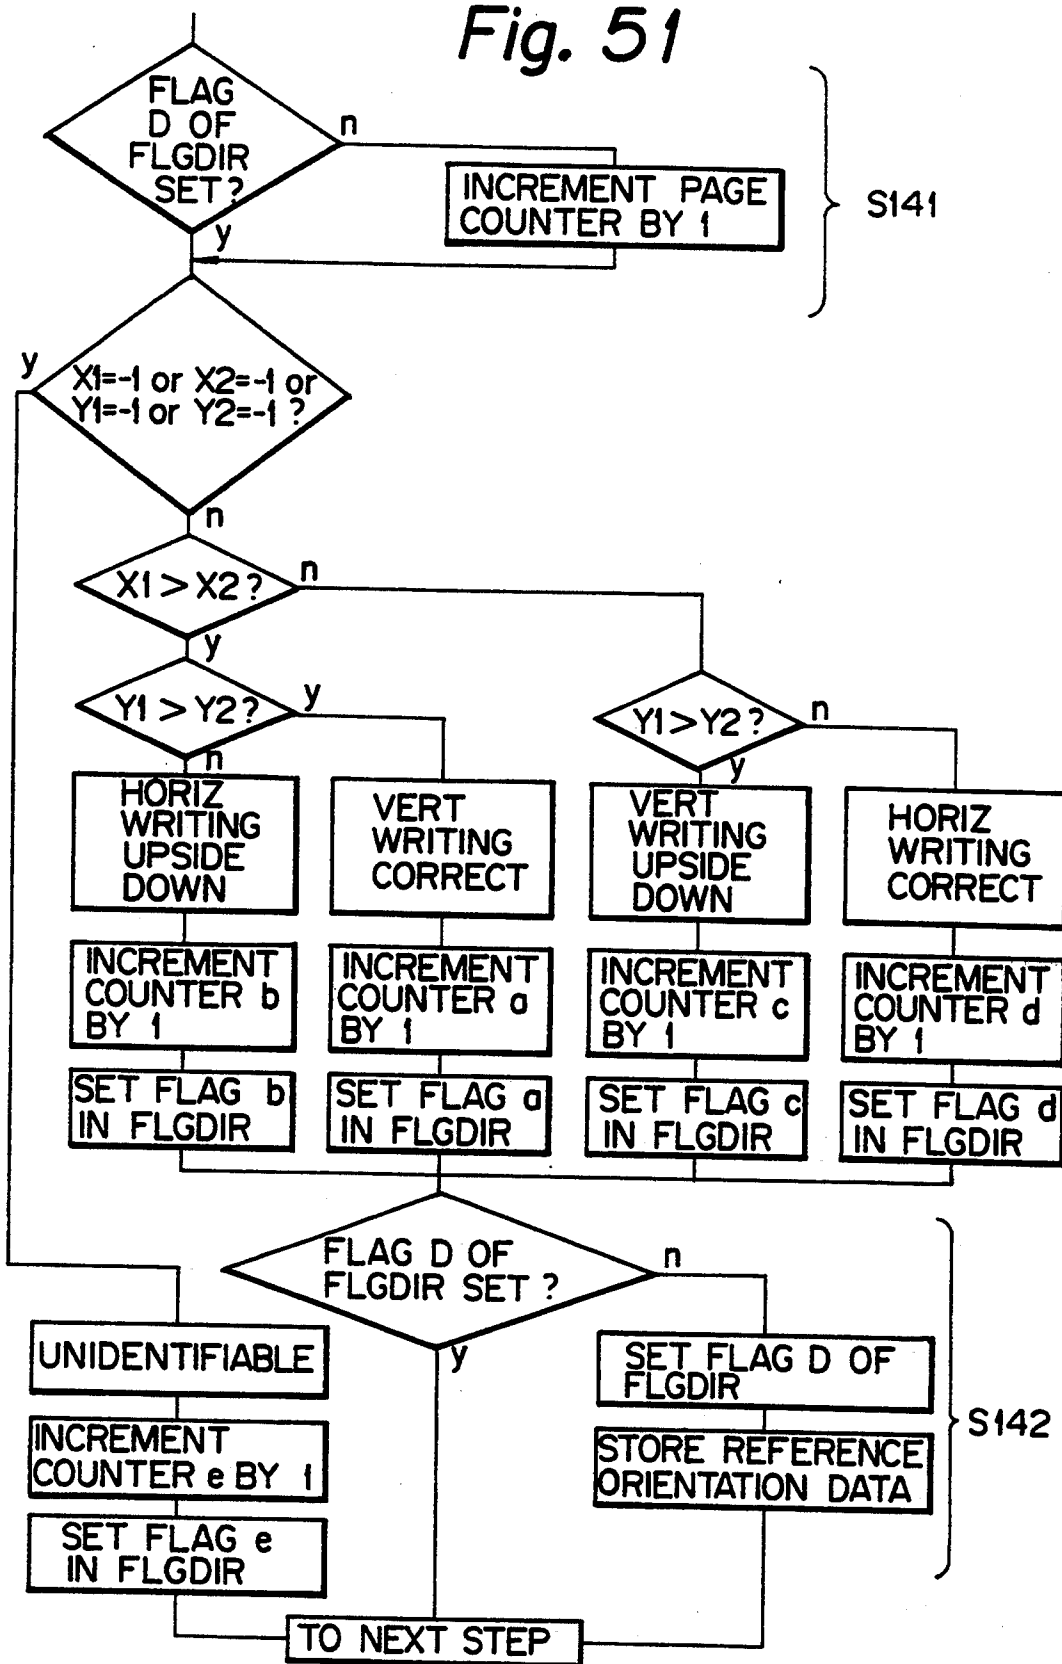 Fig. 51
FLAG
D OF
FLGDIR
SET?
n
y
INCREMENT PAGE
COUNTER BY 1
S141
y
X1=-1 or X2=-1 or
Y1=-1 or Y2=-1 ?
n
X1 > X2 ?
n
y
Y1 > Y2 ?
y
n
Y1 > Y2 ?
n
y
HORIZ
WRITING
UPSIDE
DOWN
VERT
WRITING
CORRECT
VERT
WRITING
UPSIDE
DOWN
HORIZ
WRITING
CORRECT
INCREMENT
COUNTER b
BY 1
INCREMENT
COUNTER a
BY 1
INCREMENT
COUNTER c
BY 1
INCREMENT
COUNTER d
BY 1
SET FLAG b
IN FLGDIR
SET FLAG a
IN FLGDIR
SET FLAG c
IN FLGDIR
SET FLAG d
IN FLGDIR
FLAG D OF
FLGDIR SET ?
n
y
UNIDENTIFIABLE
INCREMENT
COUNTER e BY 1
SET FLAG e
IN FLGDIR
SET FLAG D OF
FLGDIR
STORE REFERENCE
ORIENTATION DATA
S142
TO NEXT STEP